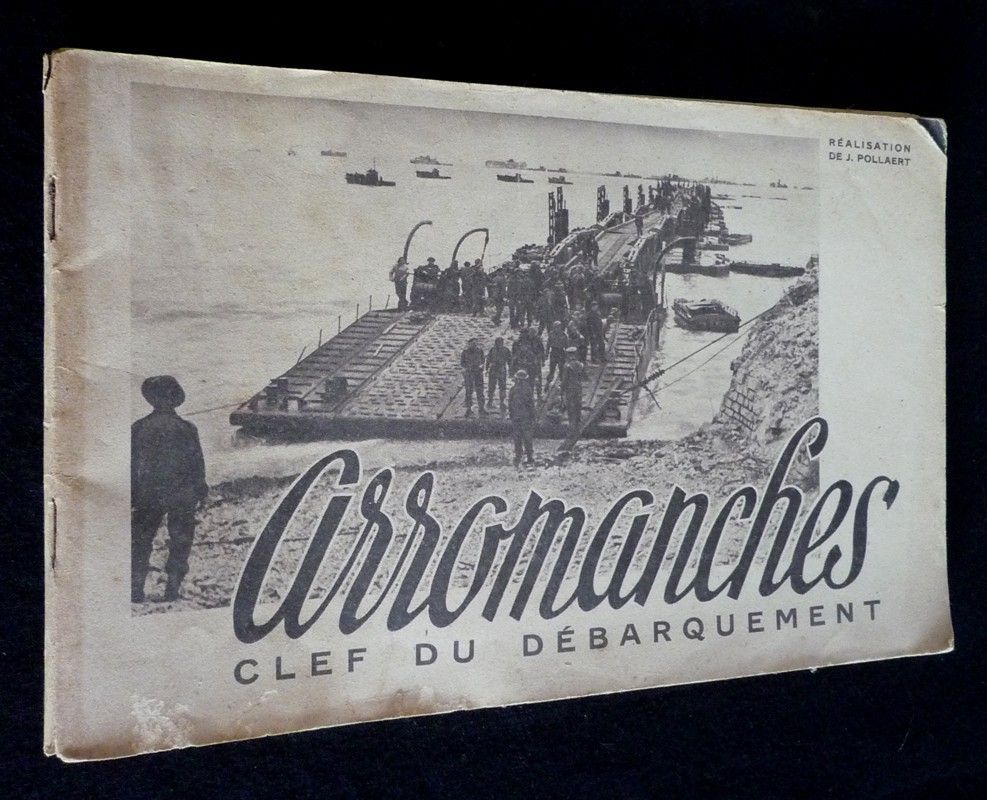 RÉALISATION
DE J. POLLAERT
Arromanches
CLEF DU DÉBARQUEMENT